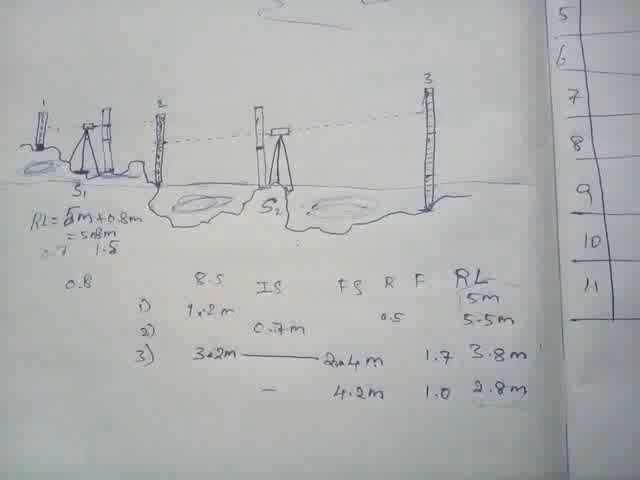 1 2 3
S1 S2
RL = 5m + 0.8m
= 5.8m
0.7 1.5
0.8
B.S IS FS R F RL
5m
1) 1.2m
2) 0.7m 0.5 5.5m
3) 3.2m 2.4m 1.7 3.8m
- 4.2m 1.0 2.8m
5
6
7
8
9
10
11